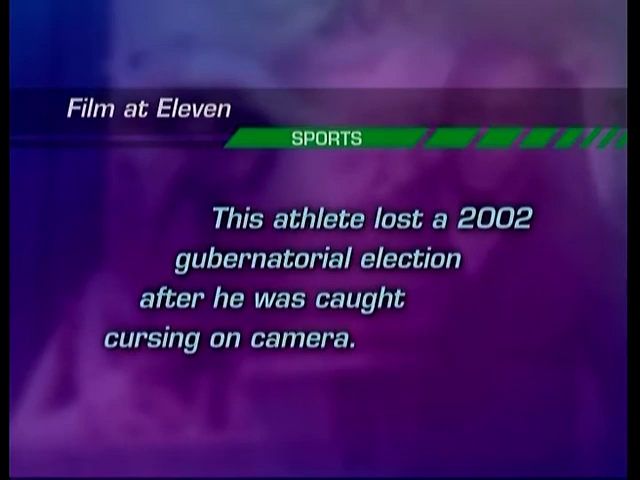 Film at Eleven
SPORTS
This athlete lost a 2002
gubernatorial election
after he was caught
cursing on camera.